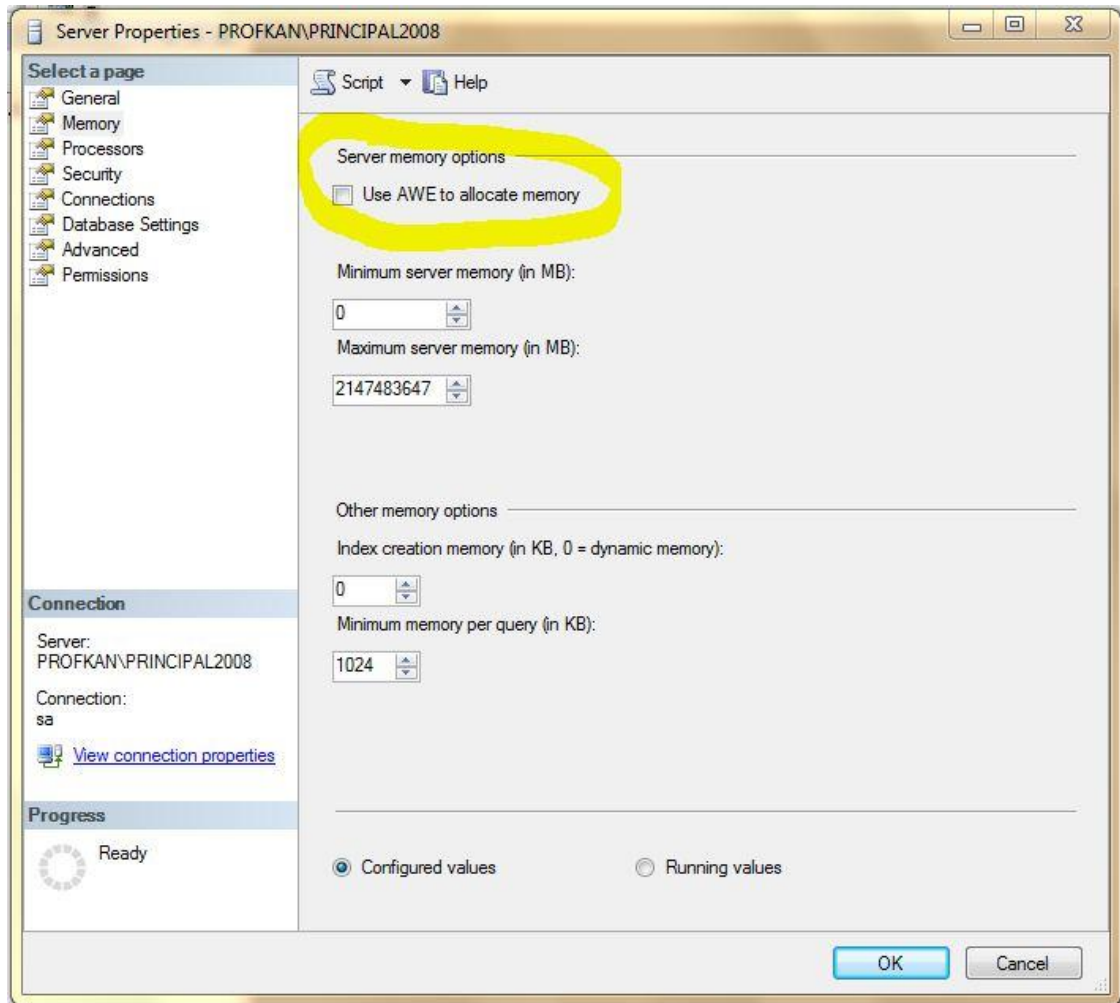 Server Properties - PROFKAN\PRINCIPAL2008
Select a page
General
Memory
Processors
Security
Connections
Database Settings
Advanced
Permissions
Connection
Server:
PROFKAN\PRINCIPAL2008
Connection:
sa
View connection properties
Progress
Ready
Script Help
Server memory options
Use AWE to allocate memory
Minimum server memory (in MB):
0
Maximum server memory (in MB):
2147483647
Other memory options
Index creation memory (in KB, 0 = dynamic memory):
0
Minimum memory per query (in KB):
1024
Configured values Running values
OK Cancel